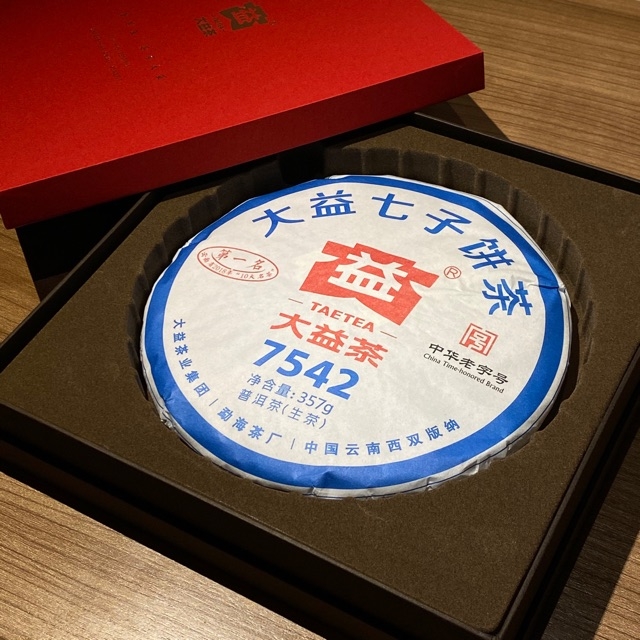 大益七子饼茶
第一名
益
®
TAETEA
大益茶
7542
净含量: 357g
普洱茶(生茶)
中华老字号
China Time-honored Brand
大益茶业集团 | 勐海茶厂 | 中国云南西双版纳